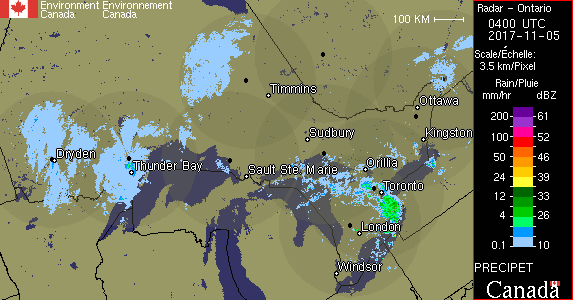 Environment Environnement
Canada Canada
100 KM
Timmins
Ottawa
Sudbury
Kingston
Dryden
Thunder Bay
Sault Ste. Marie
Orillia
Toronto
London
Windsor
Radar - Ontario
0400 UTC
2017-11-05
Scale/Échelle:
3.5 km/Pixel
Rain/Pluie
mm/hr dBZ
200 61
100 52
50 46
24 39
12 33
4 26
0.1 10
PRECIPET
Canada